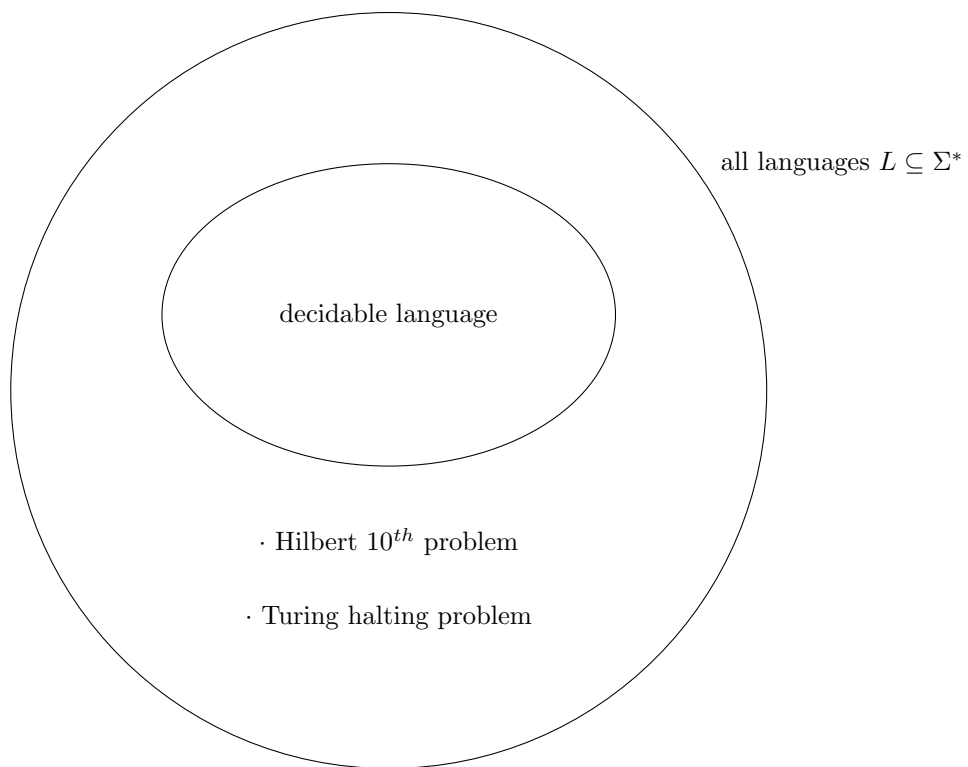 all languages L ⊆ Σ*
decidable language
· Hilbert 10th problem
· Turing halting problem